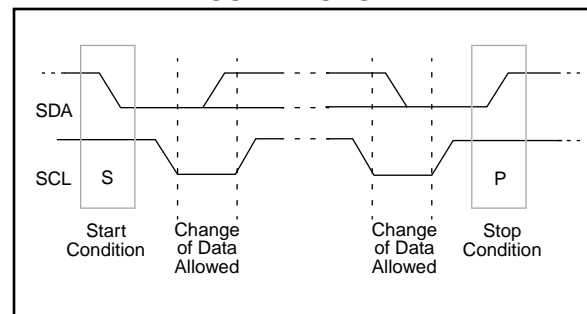 SDA
SCL
S
P
Start
Condition
Change
of Data
Allowed
Change
of Data
Allowed
Stop
Condition